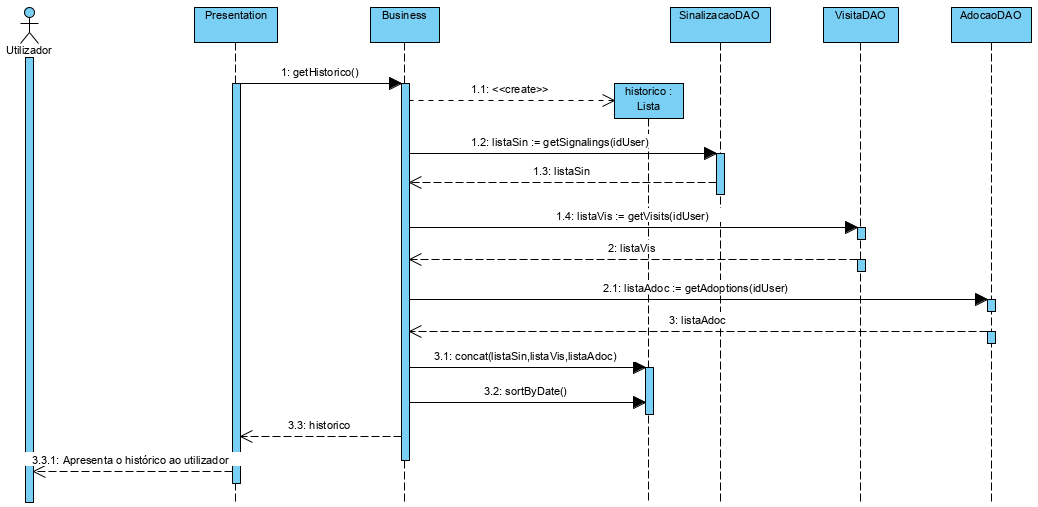 Utilizador
Presentation
Business
SinalizacaoDAO
VisitaDAO
AdocaoDAO
1: getHistorico()
1.1: <<create>>
historico :
Lista
1.2: listaSin := getSignalings(idUser)
1.3: listaSin
1.4: listaVis := getVisits(idUser)
2: listaVis
2.1: listaAdoc := getAdoptions(idUser)
3: listaAdoc
3.1: concat(listaSin,listaVis,listaAdoc)
3.2: sortByDate()
3.3: historico
3.3.1: Apresenta o histórico ao utilizador